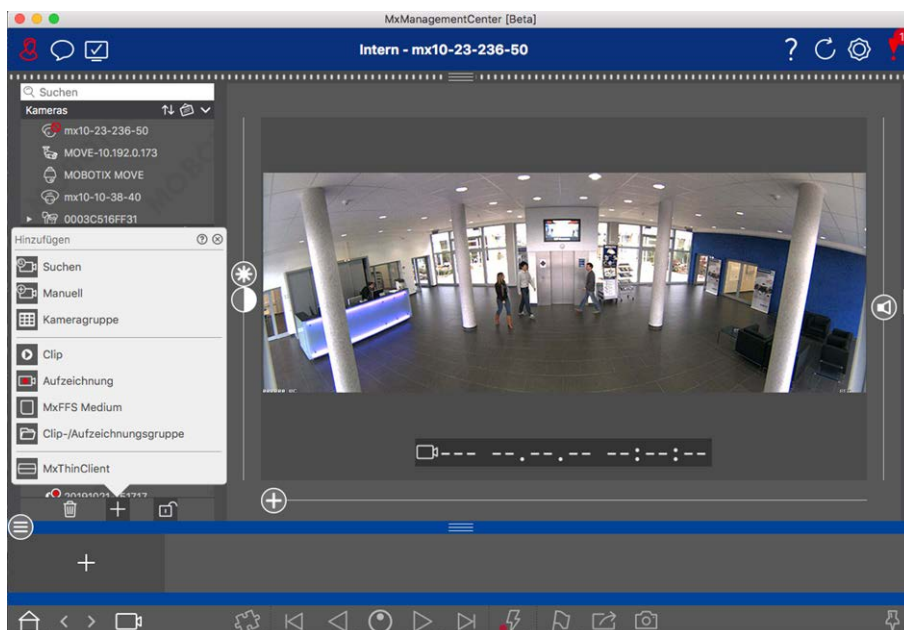 MxManagementCenter [Beta]
Intern - mx10-23-236-50
?
1
Suchen
Kameras
mx10-23-236-50
MOVE-10.192.0.173
MOBOTIX MOVE
mx10-10-38-40
0003C516FF31
Hinzufügen
Suchen
Manuell
Kameragruppe
Clip
Aufzeichnung
MxFFS Medium
Clip-/Aufzeichnungsgruppe
MxThinClient
--- --.--.-- --:--:--